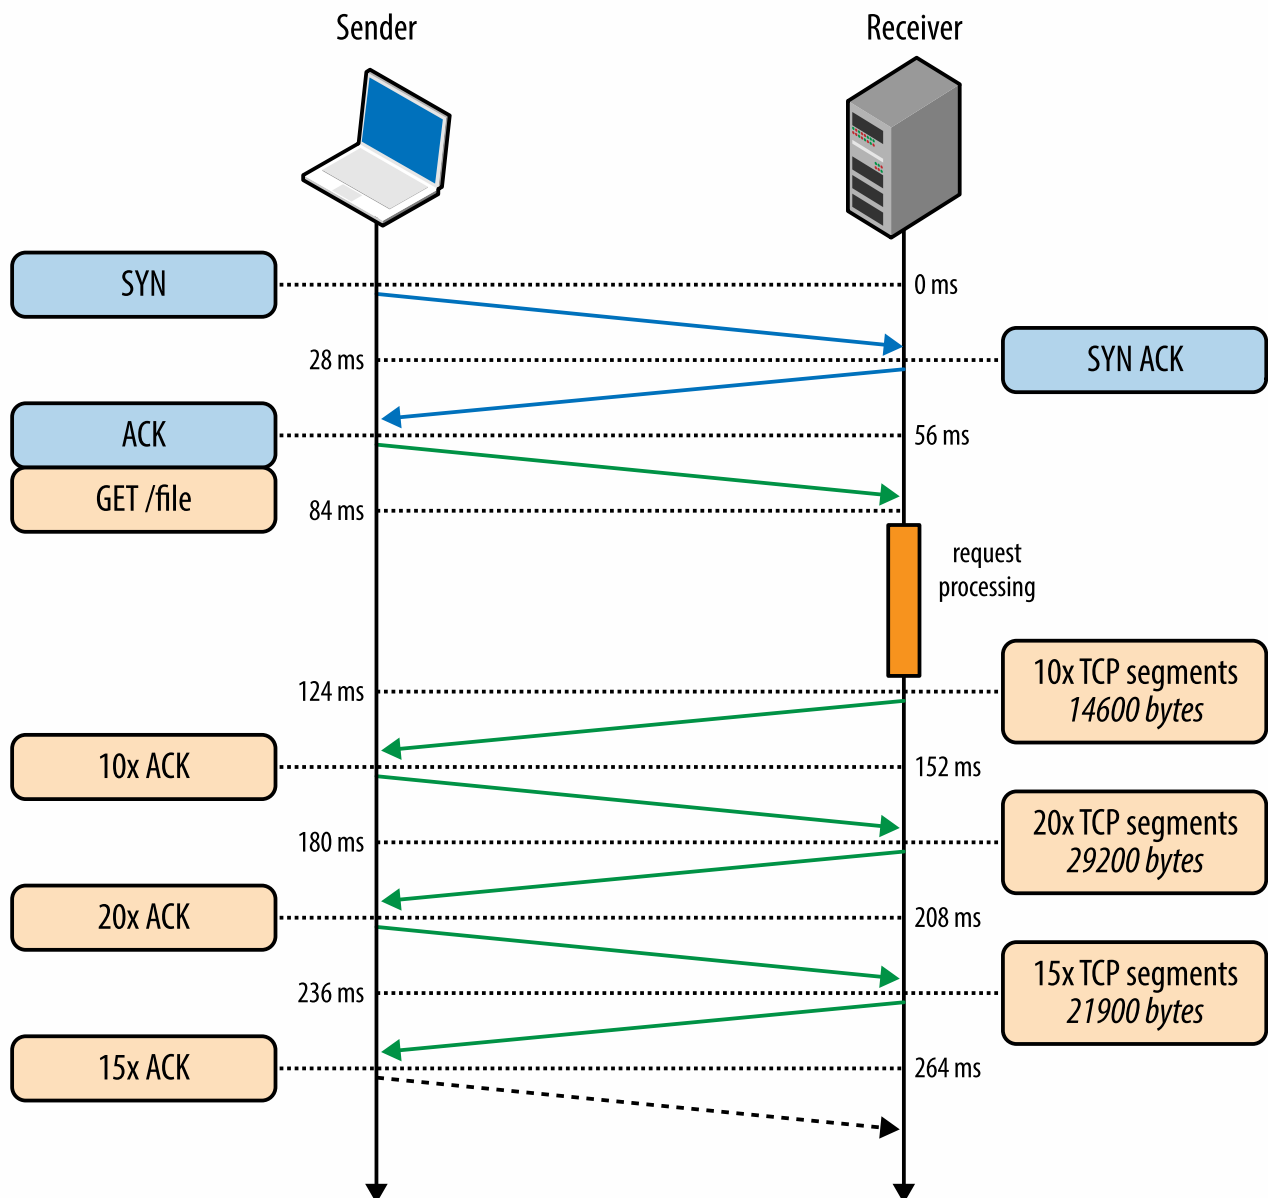 Sender
Receiver
SYN
0 ms
28 ms
SYN ACK
ACK
56 ms
GET /file
84 ms
request
processing
10x TCP segments
14600 bytes
124 ms
10x ACK
152 ms
20x TCP segments
29200 bytes
180 ms
20x ACK
208 ms
15x TCP segments
21900 bytes
236 ms
15x ACK
264 ms